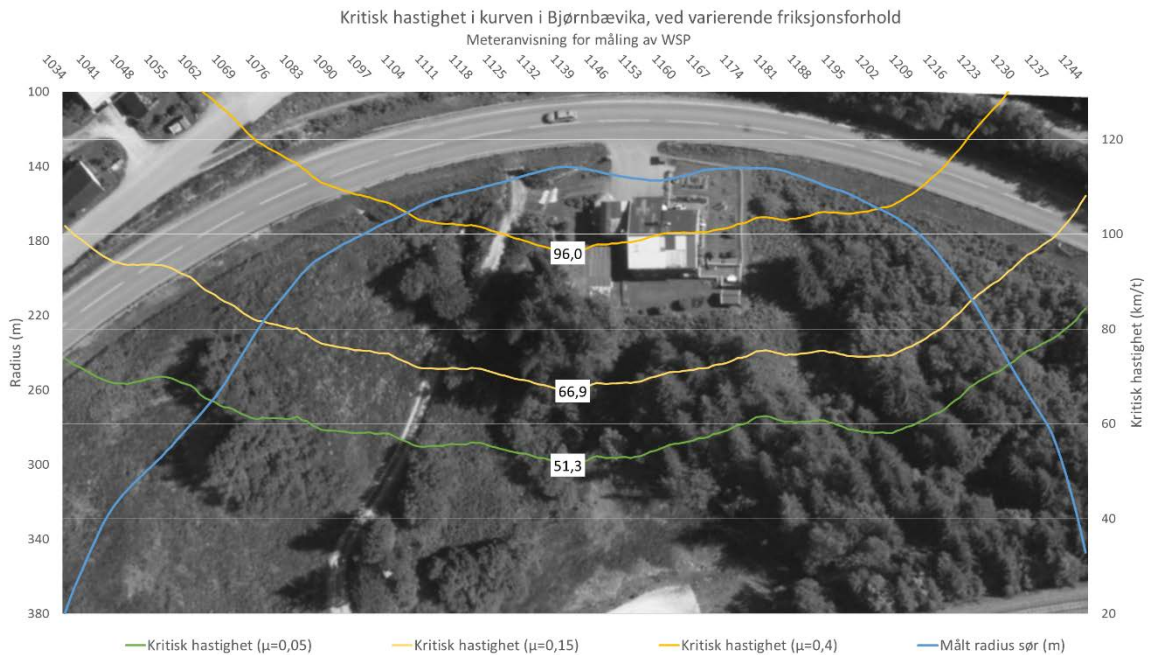 Kritisk hastighet i kurven i Bjørnbævika, ved varierende friksjonsforhold
Meteranvisning for måling av WSP
1034 1041 1048 1055 1062 1069 1076 1083 1090 1097 1104 1111 1118 1125 1132 1139 1146 1153 1160 1167 1174 1181 1188 1195 1202 1209 1216 1223 1230 1237 1244
100
140
180
220
260
300
340
380
Radius (m)
96,0
66,9
51,3
120
100
80
60
40
20
Kritisk hastighet (km/t)
Kritisk hastighet (μ=0,05) Kritisk hastighet (μ=0,15) Kritisk hastighet (μ=0,4) Målt radius sør (m)